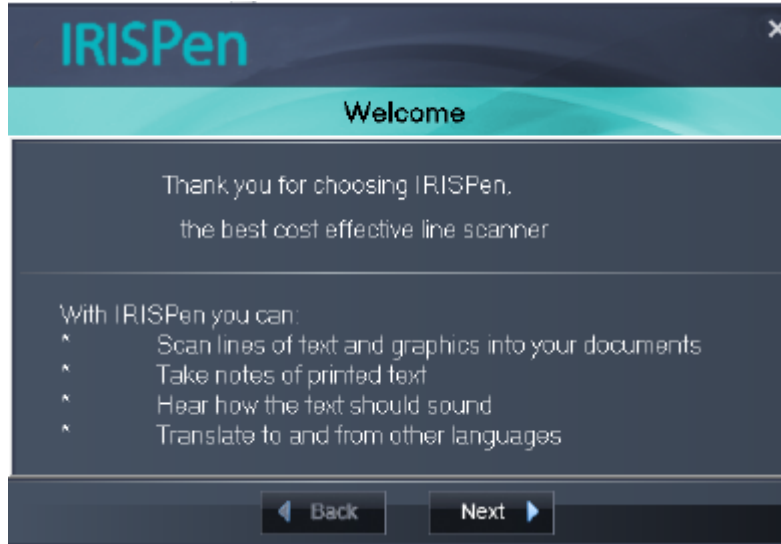 IRISPen
Welcome
Thank you for choosing IRISPen,
the best cost effective line scanner
With IRISPen you can:
* Scan lines of text and graphics into your documents
* Take notes of printed text
* Hear how the text should sound
* Translate to and from other languages
Back Next